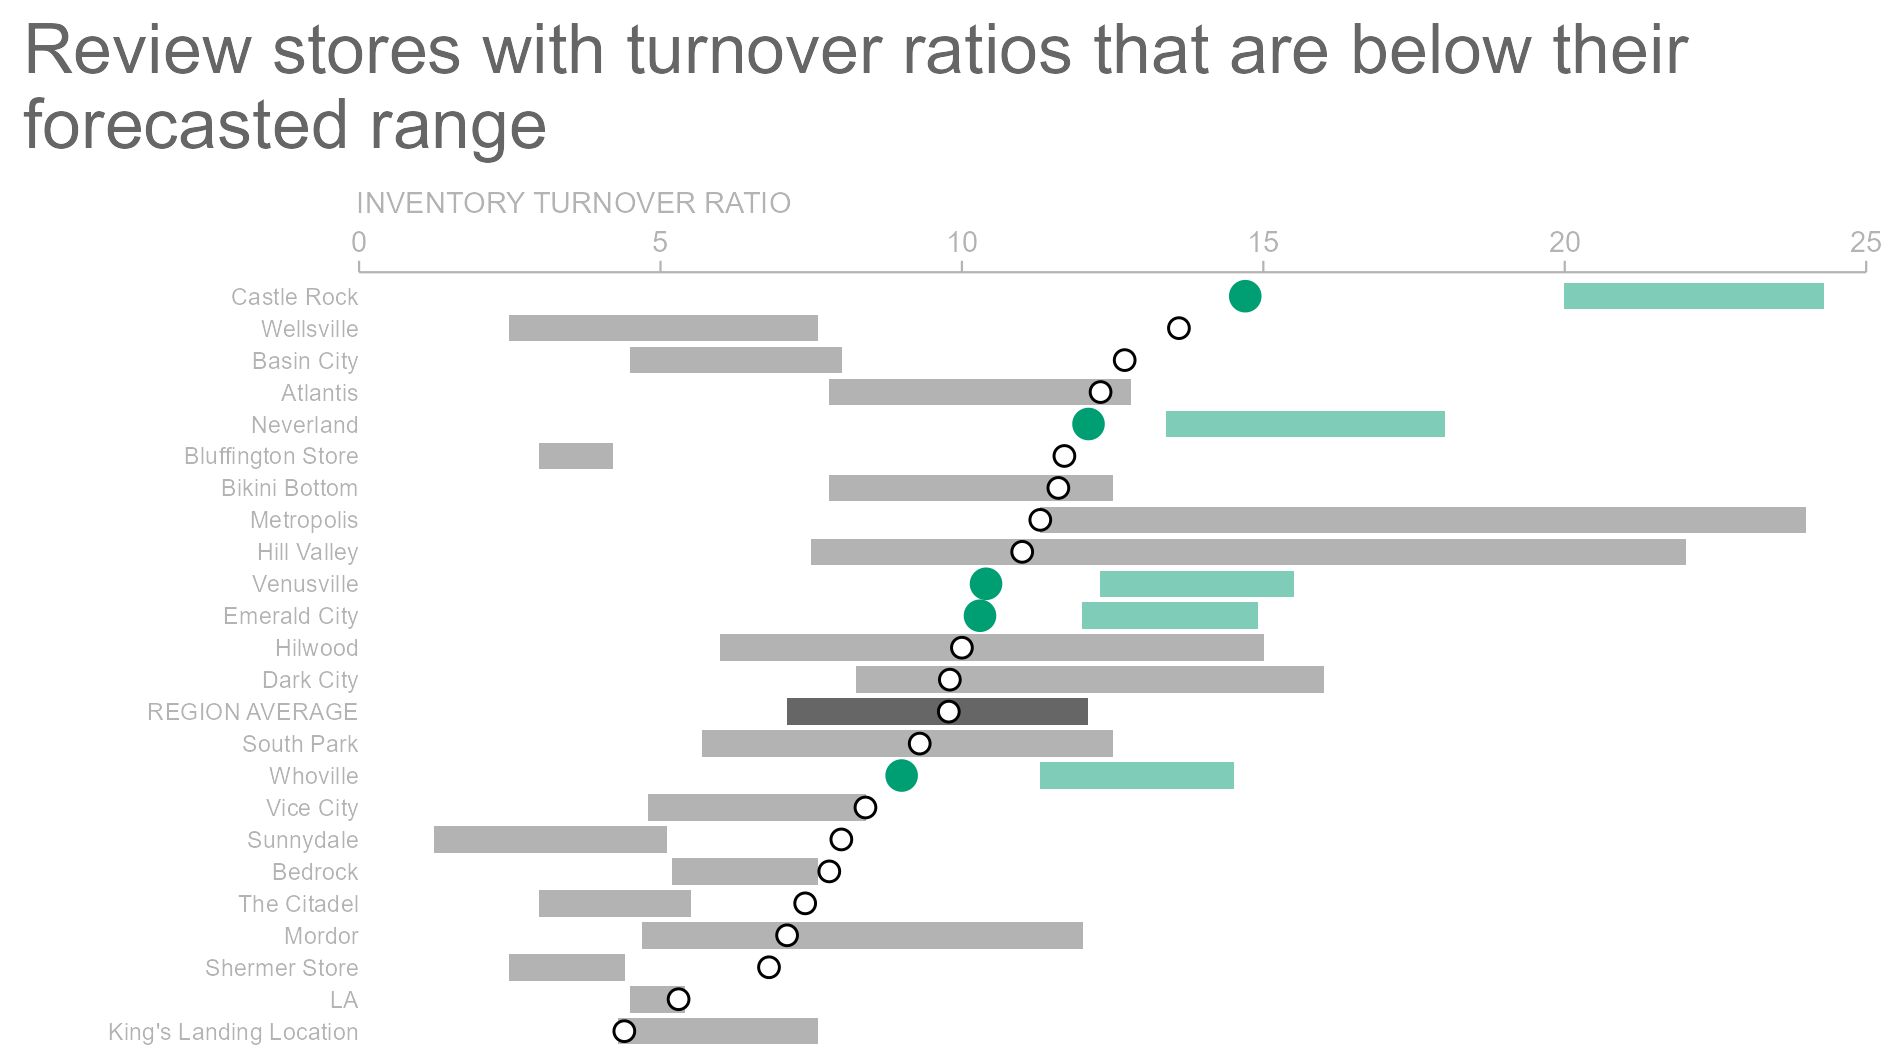 Review stores with turnover ratios that are below their
forecasted range
INVENTORY TURNOVER RATIO
0 5 10 15 20 25
Castle Rock
Wellsville
Basin City
Atlantis
Neverland
Bluffington Store
Bikini Bottom
Metropolis
Hill Valley
Venusville
Emerald City
Hilwood
Dark City
REGION AVERAGE
South Park
Whoville
Vice City
Sunnydale
Bedrock
The Citadel
Mordor
Shermer Store
LA
King's Landing Location